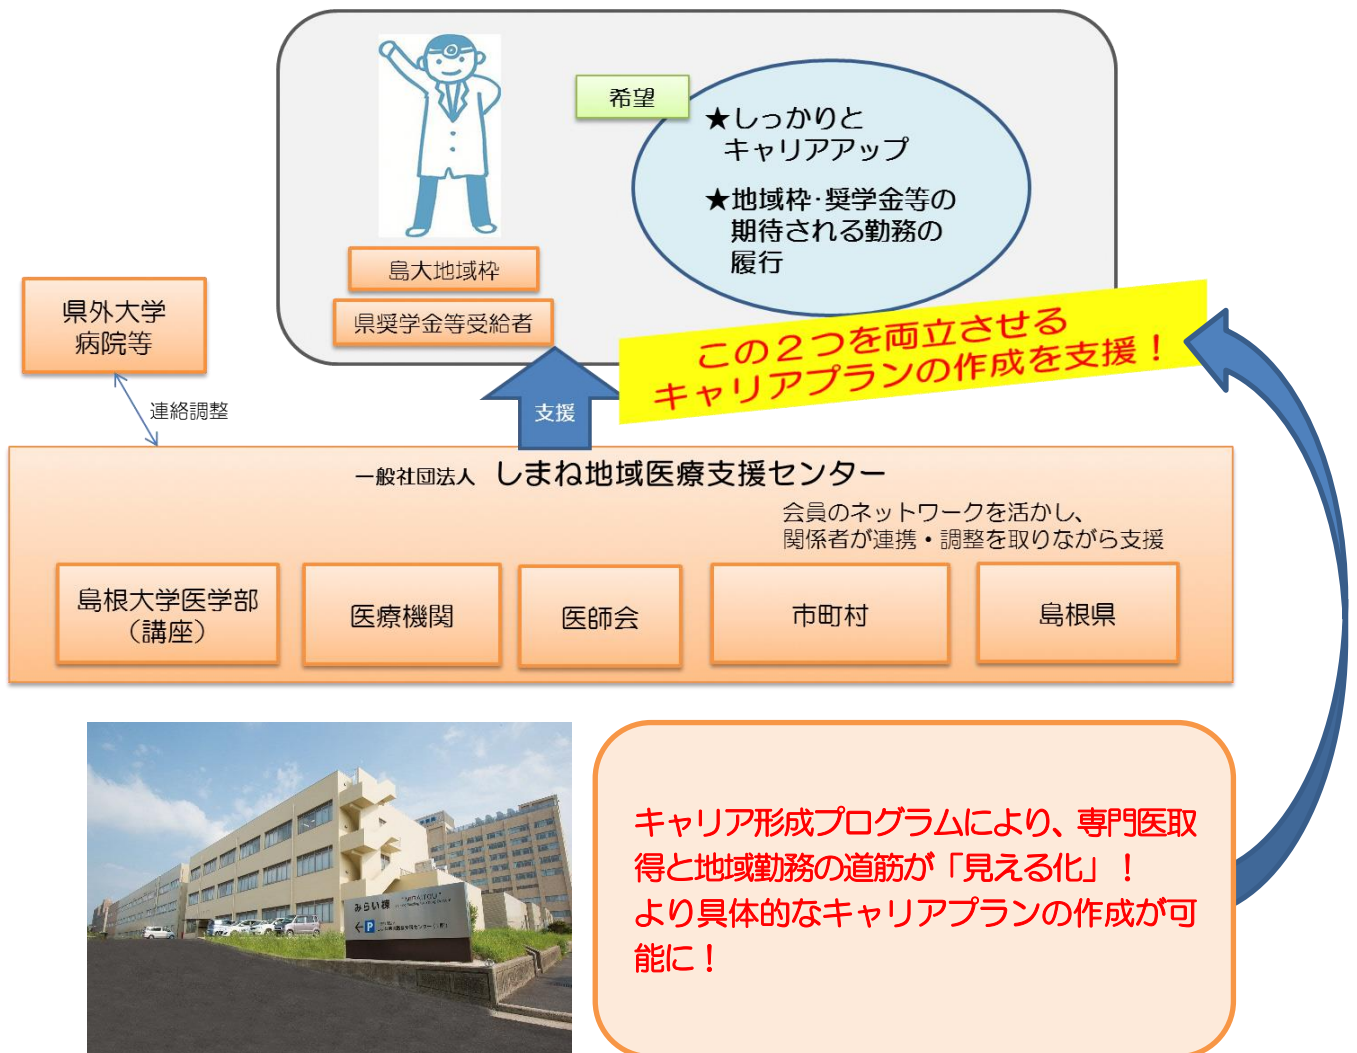 希望
★しっかりと
キャリアアップ
★地域枠・奨学金等の
期待される勤務の
履行
島大地域枠
県奨学金等受給者
この２つを両立させる
キャリアプランの作成を支援！
県外大学
病院等
連絡調整
支援
一般社団法人 しまね地域医療支援センター
会員のネットワークを活かし、
関係者が連携・調整を取りながら支援
島根大学医学部
（講座）
医療機関
医師会
市町村
島根県
みらい棟
P
キャリア形成プログラムにより、専門医取
得と地域勤務の道筋が「見える化」！
より具体的なキャリアプランの作成が可
能に！